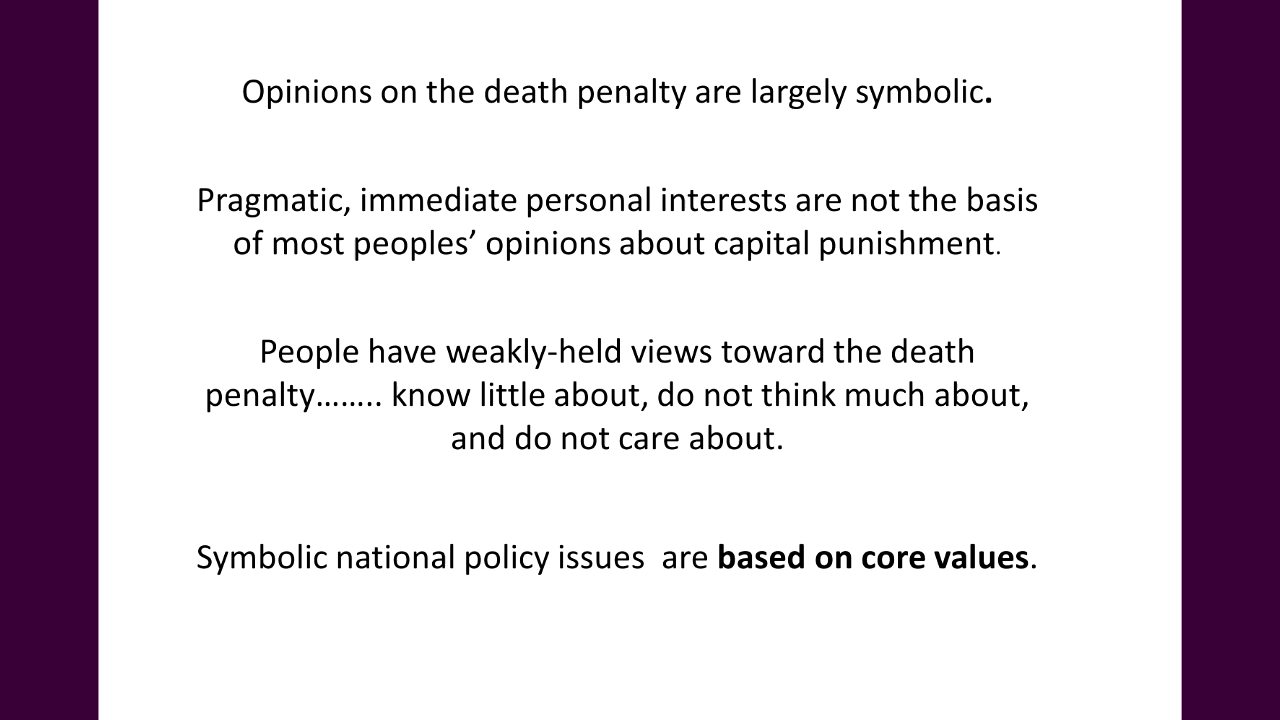 Opinions on the death penalty are largely symbolic.
Pragmatic, immediate personal interests are not the basis
of most peoples’ opinions about capital punishment.
People have weakly-held views toward the death
penalty…….. know little about, do not think much about,
and do not care about.
Symbolic national policy issues  are based on core values.